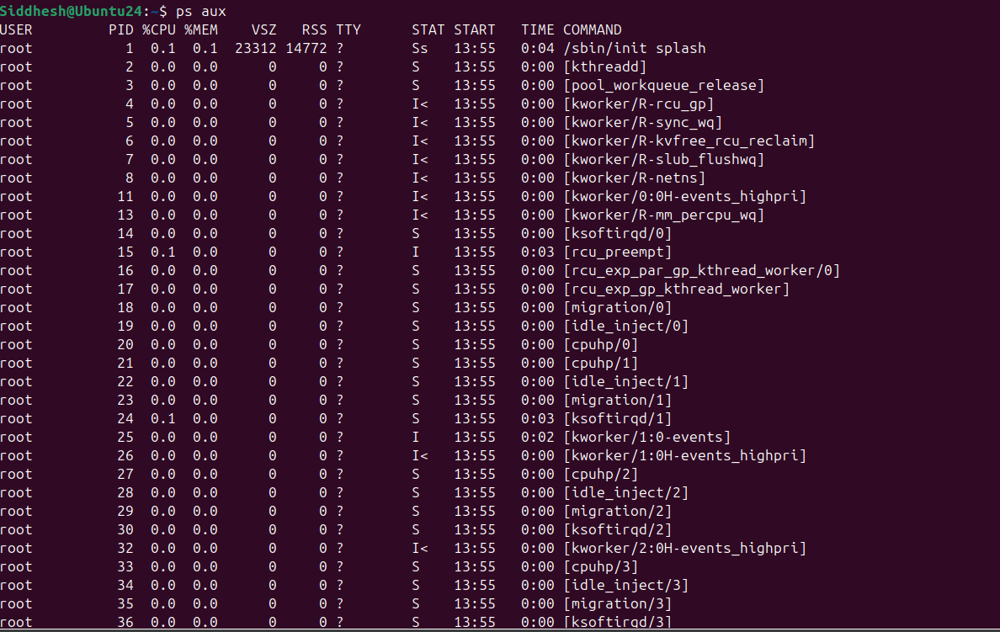 Siddhesh@Ubuntu24:~$ ps aux
USER         PID %CPU %MEM    VSZ   RSS TTY      STAT START   TIME COMMAND
root           1  0.1  0.1  23312 14772 ?        Ss   13:55   0:04 /sbin/init splash
root           2  0.0  0.0      0     0 ?        S    13:55   0:00 [kthreadd]
root           3  0.0  0.0      0     0 ?        S    13:55   0:00 [pool_workqueue_release]
root           4  0.0  0.0      0     0 ?        I<   13:55   0:00 [kworker/R-rcu_gp]
root           5  0.0  0.0      0     0 ?        I<   13:55   0:00 [kworker/R-sync_wq]
root           6  0.0  0.0      0     0 ?        I<   13:55   0:00 [kworker/R-kvfree_rcu_reclaim]
root           7  0.0  0.0      0     0 ?        I<   13:55   0:00 [kworker/R-slub_flushwq]
root           8  0.0  0.0      0     0 ?        I<   13:55   0:00 [kworker/R-netns]
root          11  0.0  0.0      0     0 ?        I<   13:55   0:00 [kworker/0:0H-events_highpri]
root          13  0.0  0.0      0     0 ?        I<   13:55   0:00 [kworker/R-mm_percpu_wq]
root          14  0.0  0.0      0     0 ?        S    13:55   0:00 [ksoftirqd/0]
root          15  0.1  0.0      0     0 ?        I    13:55   0:03 [rcu_preempt]
root          16  0.0  0.0      0     0 ?        S    13:55   0:00 [rcu_exp_par_gp_kthread_worker/0]
root          17  0.0  0.0      0     0 ?        S    13:55   0:00 [rcu_exp_gp_kthread_worker]
root          18  0.0  0.0      0     0 ?        S    13:55   0:00 [migration/0]
root          19  0.0  0.0      0     0 ?        S    13:55   0:00 [idle_inject/0]
root          20  0.0  0.0      0     0 ?        S    13:55   0:00 [cpuhp/0]
root          21  0.0  0.0      0     0 ?        S    13:55   0:00 [cpuhp/1]
root          22  0.0  0.0      0     0 ?        S    13:55   0:00 [idle_inject/1]
root          23  0.0  0.0      0     0 ?        S    13:55   0:00 [migration/1]
root          24  0.1  0.0      0     0 ?        S    13:55   0:03 [ksoftirqd/1]
root          25  0.0  0.0      0     0 ?        I    13:55   0:02 [kworker/1:0-events]
root          26  0.0  0.0      0     0 ?        I<   13:55   0:00 [kworker/1:0H-events_highpri]
root          27  0.0  0.0      0     0 ?        S    13:55   0:00 [cpuhp/2]
root          28  0.0  0.0      0     0 ?        S    13:55   0:00 [idle_inject/2]
root          29  0.0  0.0      0     0 ?        S    13:55   0:00 [migration/2]
root          30  0.0  0.0      0     0 ?        S    13:55   0:00 [ksoftirqd/2]
root          32  0.0  0.0      0     0 ?        I<   13:55   0:00 [kworker/2:0H-events_highpri]
root          33  0.0  0.0      0     0 ?        S    13:55   0:00 [cpuhp/3]
root          34  0.0  0.0      0     0 ?        S    13:55   0:00 [idle_inject/3]
root          35  0.0  0.0      0     0 ?        S    13:55   0:00 [migration/3]
root          36  0.0  0.0      0     0 ?        S    13:55   0:00 [ksoftirqd/3]